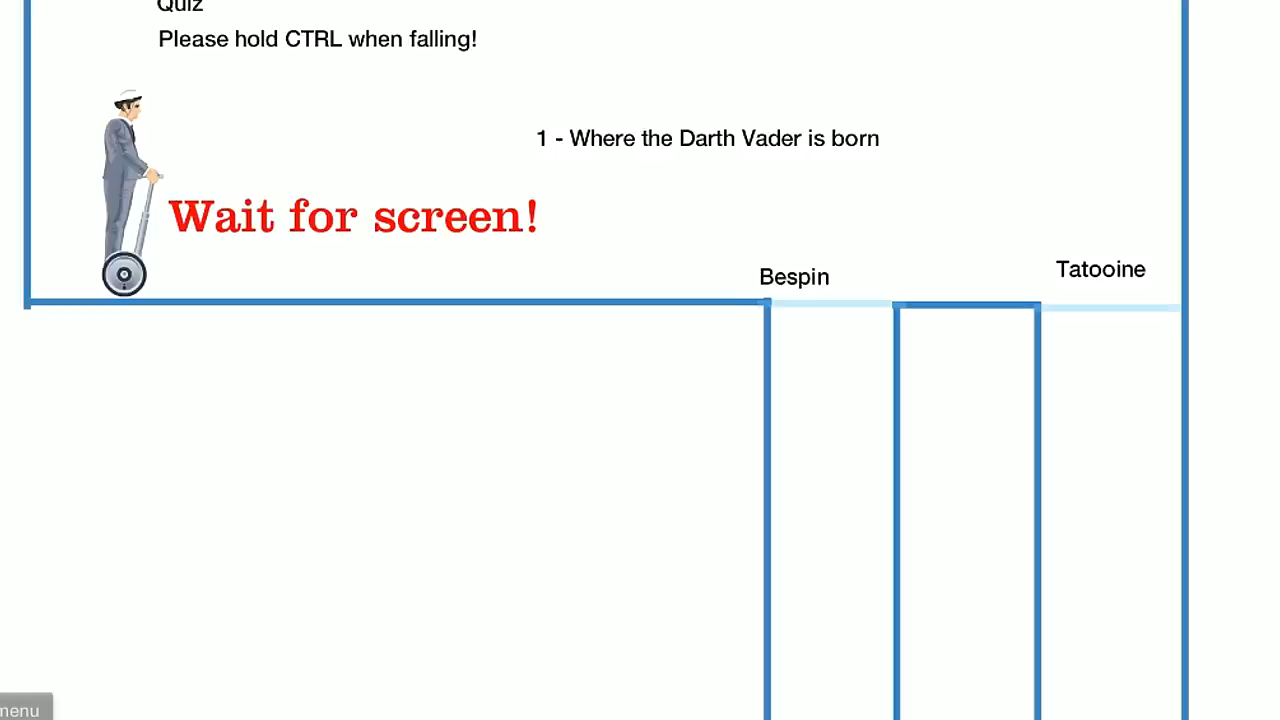 Quiz
Please hold CTRL when falling!
1 - Where the Darth Vader is born
Wait for screen!
Bespin
Tatooine
menu